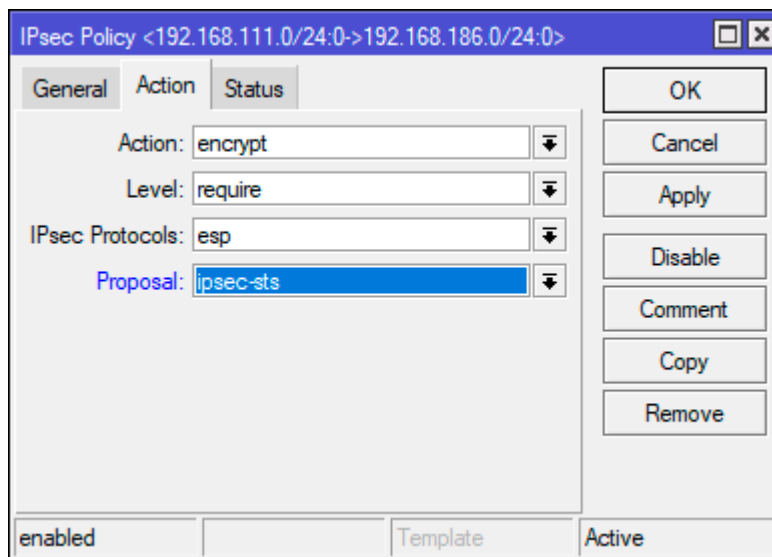 IPsec Policy <192.168.111.0/24:0->192.168.186.0/24:0>
General Action Status
Action: encrypt
Level: require
IPsec Protocols: esp
Proposal: ipsec-sts
OK
Cancel
Apply
Disable
Comment
Copy
Remove
enabled Template Active